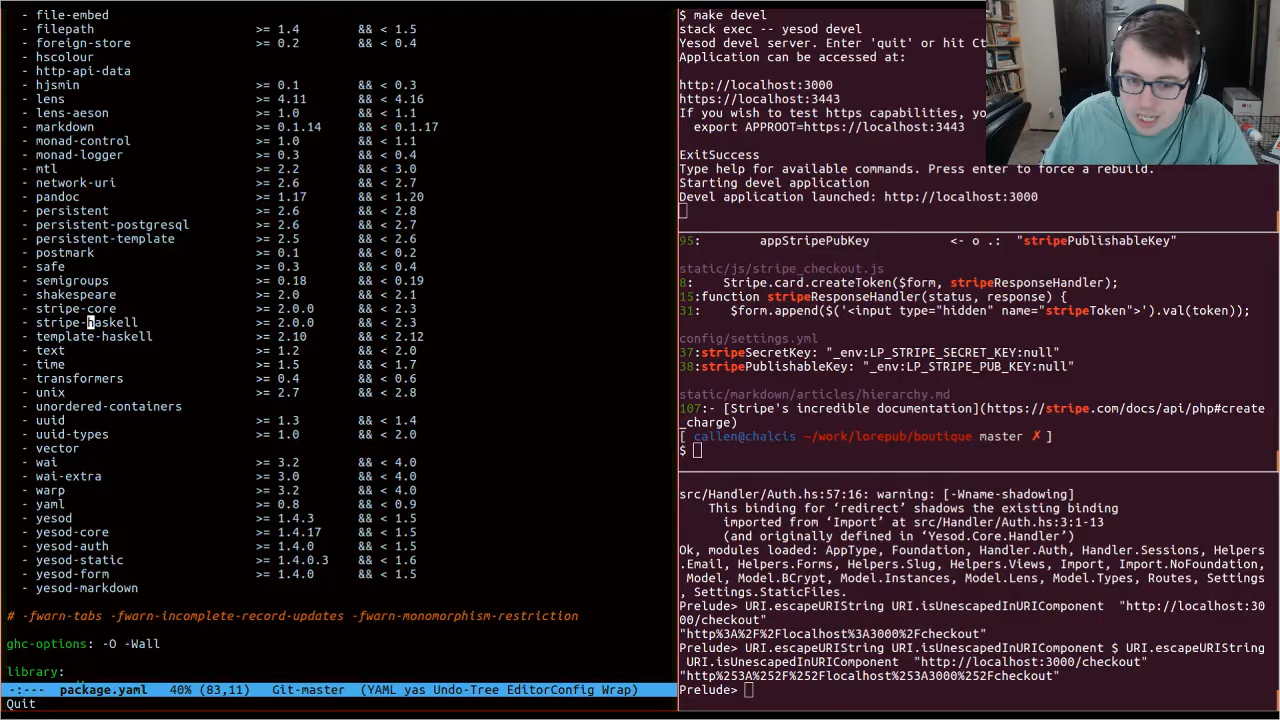 - file-embed
- filepath >= 1.4 && < 1.5
- foreign-store >= 0.2 && < 0.4
- hscolour
- http-api-data
- hjsmin >= 0.1 && < 0.3
- lens >= 4.11 && < 4.16
- lens-aeson >= 1.0 && < 1.1
- markdown >= 0.1.14 && < 0.1.17
- monad-control >= 1.0 && < 1.1
- monad-logger >= 0.3 && < 0.4
- mtl >= 2.2 && < 3.0
- network-uri >= 2.6 && < 2.7
- pandoc >= 1.17 && < 1.20
- persistent >= 2.6 && < 2.8
- persistent-postgresql >= 2.6 && < 2.7
- persistent-template >= 2.5 && < 2.6
- postmark >= 0.1 && < 0.2
- safe >= 0.3 && < 0.4
- semigroups >= 0.18 && < 0.19
- shakespeare >= 2.0 && < 2.1
- stripe-core >= 2.0.0 && < 2.3
- stripe-haskell >= 2.0.0 && < 2.3
- template-haskell >= 2.10 && < 2.12
- text >= 1.2 && < 2.0
- time >= 1.5 && < 1.7
- transformers >= 0.4 && < 0.6
- unix >= 2.7 && < 2.8
- unordered-containers
- uuid >= 1.3 && < 1.4
- uuid-types >= 1.0 && < 2.0
- vector
- wai >= 3.2 && < 4.0
- wai-extra >= 3.0 && < 4.0
- warp >= 3.2 && < 4.0
- yaml >= 0.8 && < 0.9
- yesod >= 1.4.3 && < 1.5
- yesod-core >= 1.4.17 && < 1.5
- yesod-auth >= 1.4.0 && < 1.5
- yesod-static >= 1.4.0.3 && < 1.6
- yesod-form >= 1.4.0 && < 1.5
- yesod-markdown
# -fwarn-tabs -fwarn-incomplete-record-updates -fwarn-monomorphism-restriction
ghc-options: -O -Wall
library:
-:--- package.yaml 40% (83,11) Git-master (YAML yas Undo-Tree EditorConfig Wrap)
Quit
$ make devel
stack exec -- yesod devel
Yesod devel server. Enter 'quit' or hit Ct
Application can be accessed at:
http://localhost:3000
https://localhost:3443
If you wish to test https capabilities,
export APPROOT=https://localhost:3443
ExitSuccess
Type help for available commands. Press enter to force a rebuild.
Starting devel application
Devel application launched: http://localhost:3000
95: appStripePubKey <- o .: "stripePublishableKey"
static/js/stripe_checkout.js
8: Stripe.card.createToken($form, stripeResponseHandler);
15:function stripeResponseHandler(status, response) {
31: $form.append($('<input type="hidden" name="stripeToken">').val(token));
config/settings.yml
37:stripeSecretKey: "_env:LP_STRIPE_SECRET_KEY:null"
38:stripePublishableKey: "_env:LP_STRIPE_PUB_KEY:null"
static/markdown/articles/hierarchy.md
107:- [Stripe's incredible documentation](https://stripe.com/docs/api/php#create
_charge)
[ callen@chalcis ~/work/lorepub/boutique master ✗ ]
$
src/Handler/Auth.hs:57:16: warning: [-Wname-shadowing]
This binding for ‘redirect’ shadows the existing binding
imported from ‘Import’ at src/Handler/Auth.hs:3:1-13
(and originally defined in ‘Yesod.Core.Handler’)
Ok, modules loaded: AppType, Foundation, Handler.Auth, Handler.Sessions, Helpers
.Email, Helpers.Forms, Helpers.Slug, Helpers.Views, Import, Import.NoFoundation,
Model, Model.BCrypt, Model.Instances, Model.Lens, Model.Types, Routes, Settings
, Settings.StaticFiles.
Prelude> URI.escapeURIString URI.isUnescapedInURIComponent "http://localhost:30
00/checkout"
"http%3A%2F%2Flocalhost%3A3000%2Fcheckout"
Prelude> URI.escapeURIString URI.isUnescapedInURIComponent $ URI.escapeURIString
URI.isUnescapedInURIComponent "http://localhost:3000/checkout"
"http%253A%252F%252Flocalhost%253A3000%252Fcheckout"
Prelude>